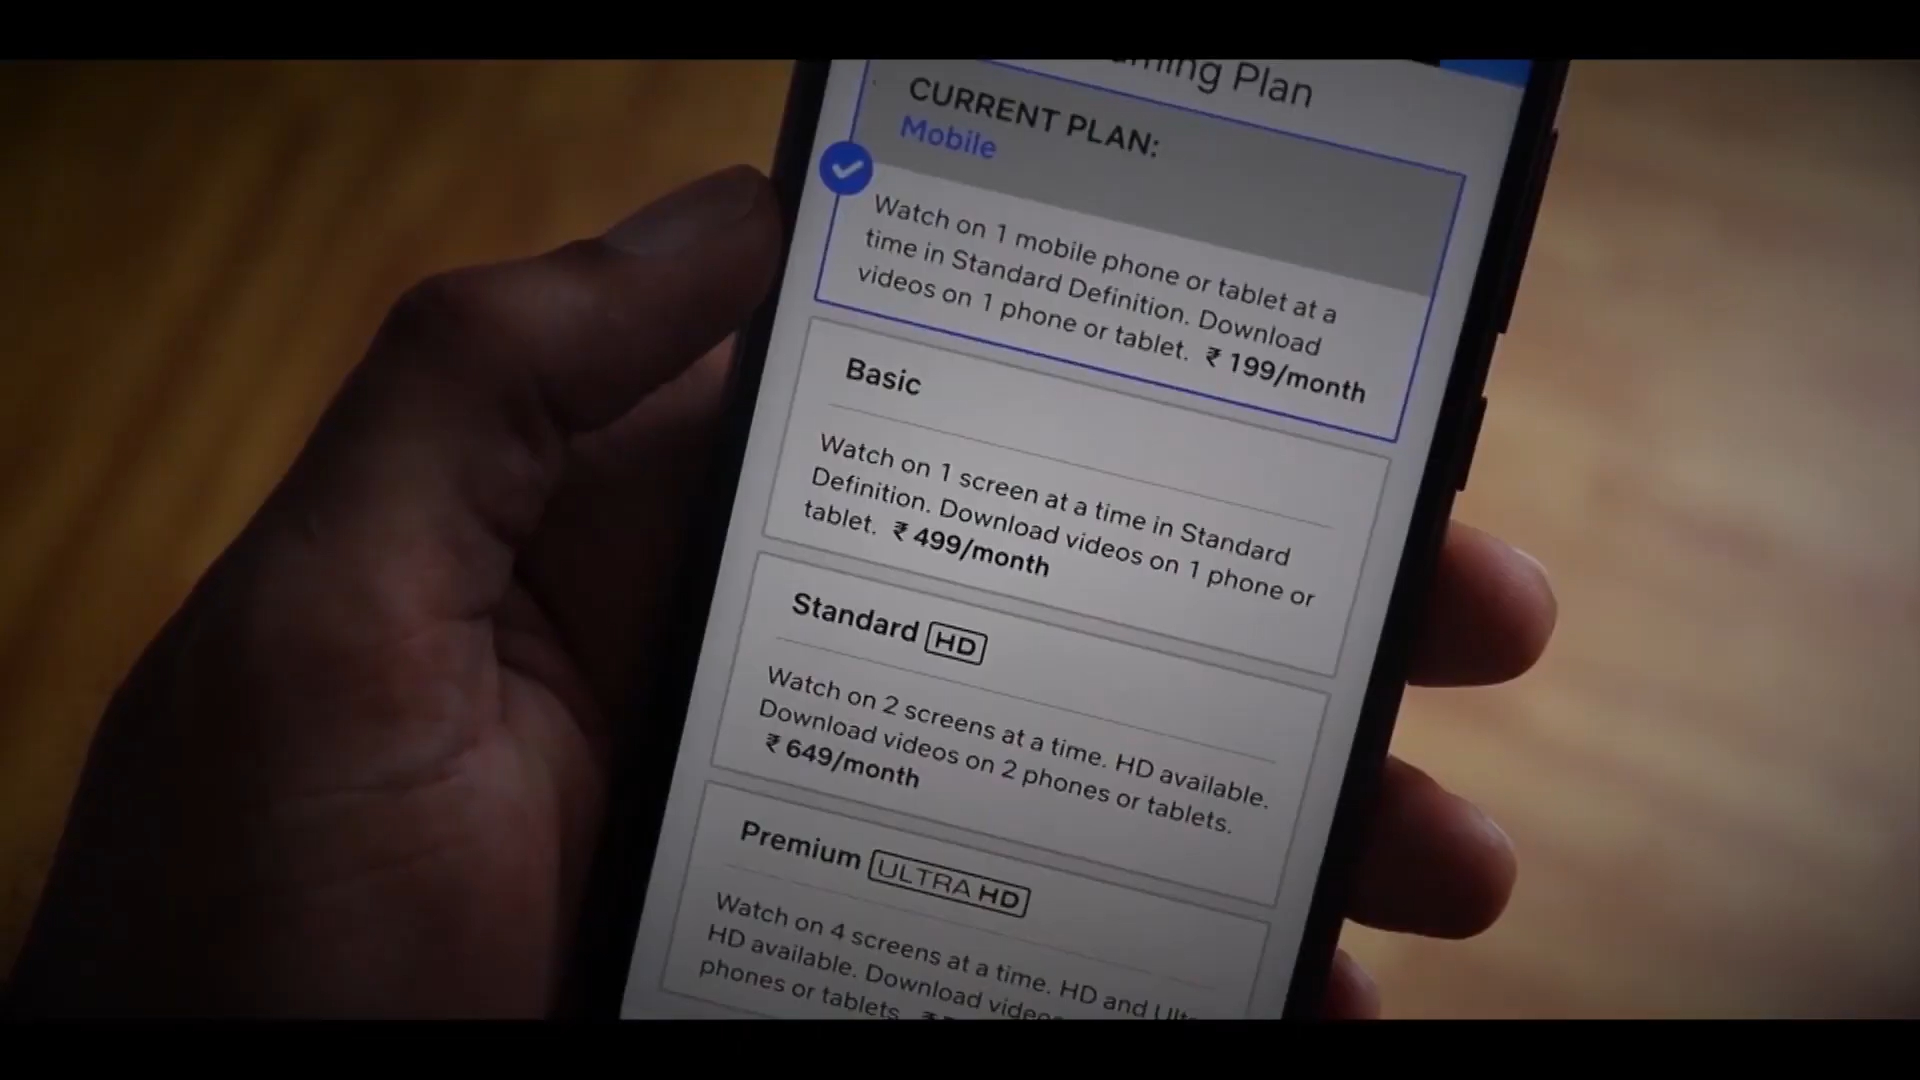 Plan
CURRENT PLAN:
Mobile
Watch on 1 mobile phone or tablet at a
time in Standard Definition. Download
videos on 1 phone or tablet. ₹ 199/month
Basic
Watch on 1 screen at a time in Standard
Definition. Download videos on 1 phone or
tablet. ₹ 499/month
Standard HD
Watch on 2 screens at a time. HD available.
Download videos on 2 phones or tablets.
₹ 649/month
Premium ULTRA HD
Watch on 4 screens at a time. HD and
HD available. Download
phones or tablets